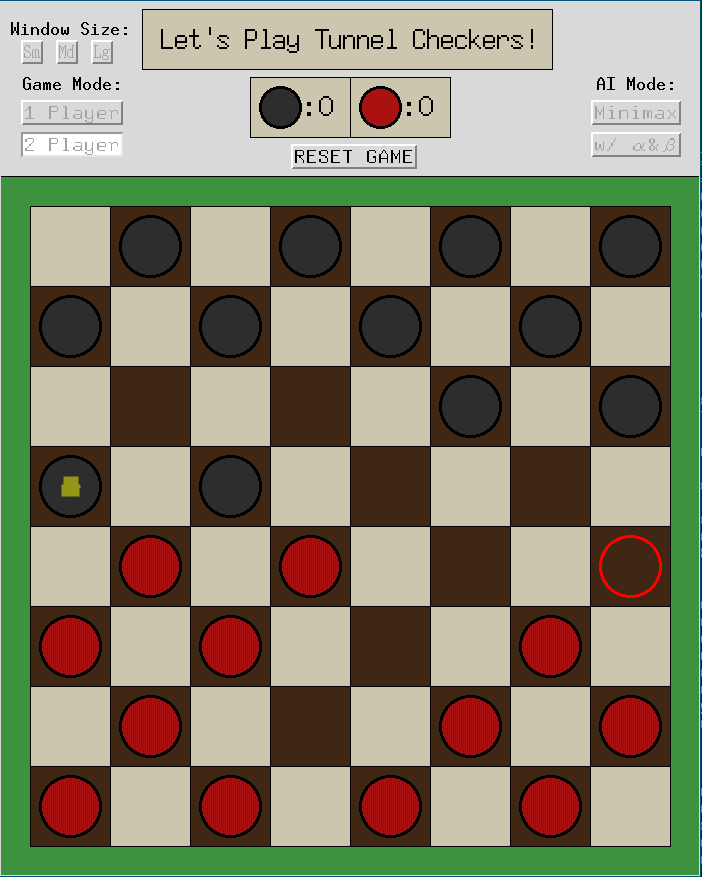 Window Size:
Sm Md Lg
Let's Play Tunnel Checkers!
Game Mode:
1 Player
2 Player
:0 :0
RESET GAME
AI Mode:
Minimax
w/ α&β